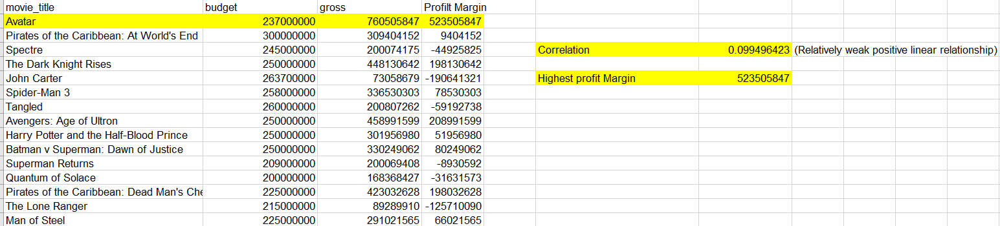 movie_title budget gross Profilt Margin
Avatar 237000000 760505847 523505847
Pirates of the Caribbean: At World's End 300000000 309404152 9404152
Spectre 245000000 200074175 -44925825 Correlation 0.099496423 (Relatively weak positive linear relationship)
The Dark Knight Rises 250000000 448130642 198130642
John Carter 263700000 73058679 -190641321 Highest profit Margin 523505847
Spider-Man 3 258000000 336530303 78530303
Tangled 260000000 200807262 -59192738
Avengers: Age of Ultron 250000000 458991599 208991599
Harry Potter and the Half-Blood Prince 250000000 301956980 51956980
Batman v Superman: Dawn of Justice 250000000 330249062 80249062
Superman Returns 209000000 200069408 -8930592
Quantum of Solace 200000000 168368427 -31631573
Pirates of the Caribbean: Dead Man's Che 225000000 423032628 198032628
The Lone Ranger 215000000 89289910 -125710090
Man of Steel 225000000 291021565 66021565